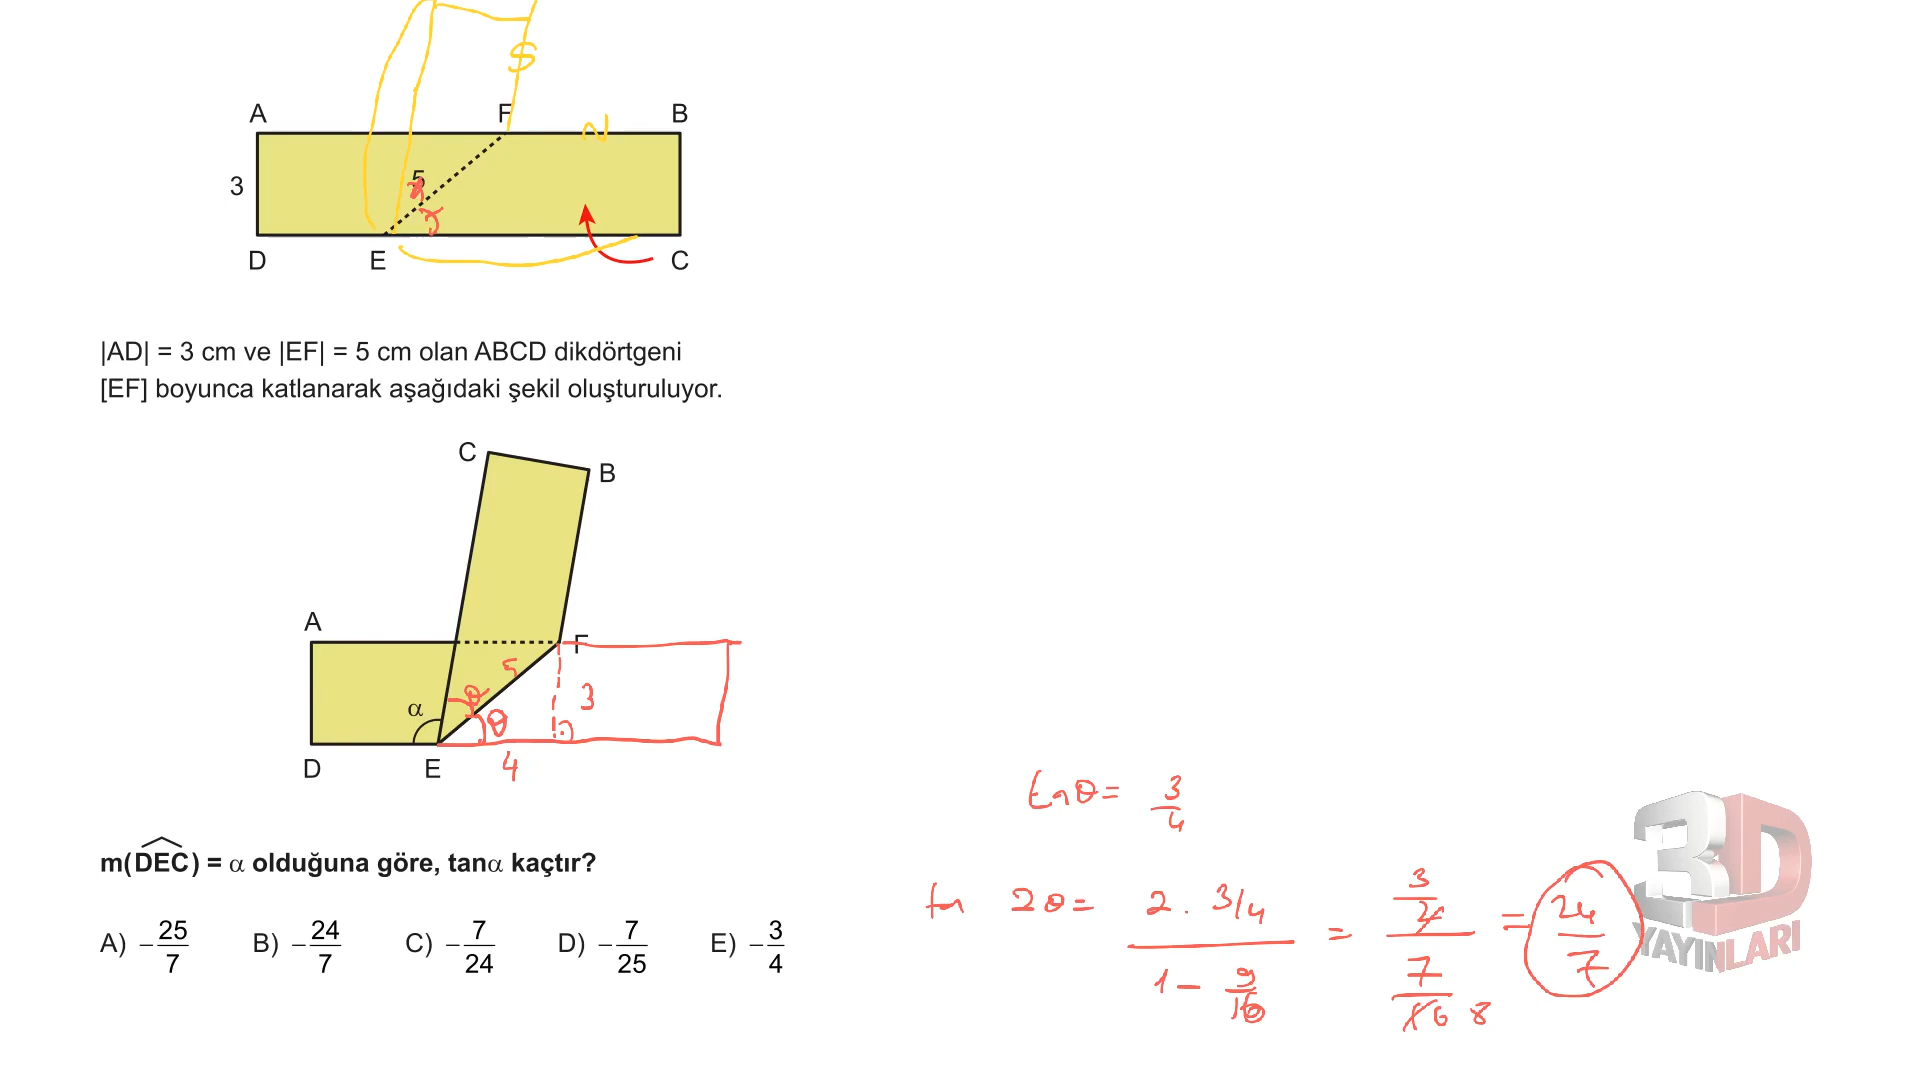 $
A F B
N
3 5
D E C
|AD| = 3 cm ve |EF| = 5 cm olan ABCD dikdörtgeni
[EF] boyunca katlanarak aşağıdaki şekil oluşturuluyor.
C
B
A
F
5
3
α θ θ
4
D E
m(DEC) = α olduğuna göre, tanα kaçtır?
A) −25/7 B) −24/7 C) −7/24 D) −7/25 E) −3/4
tanθ = 3/4
tan 2θ = 2 . 3/4 / 1 − 9/16 = 3/2 / 7/16 8 = 24/7
3D
YAYINLARI